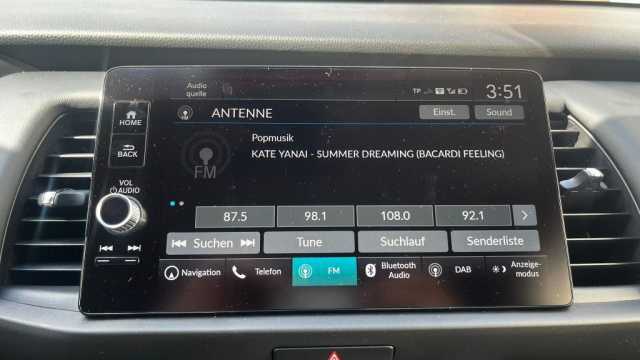 Audio
quelle
TP
3:51
HOME
FM
ANTENNE
Einst.
Sound
BACK
Popmusik
KATE YANAI - SUMMER DREAMING (BACARDI FEELING)
FM
VOL
AUDIO
87.5
98.1
108.0
92.1
Suchen
Tune
Suchlauf
Senderliste
Navigation
Telefon
FM
Bluetooth
Audio
DAB
Anzeige-
modus